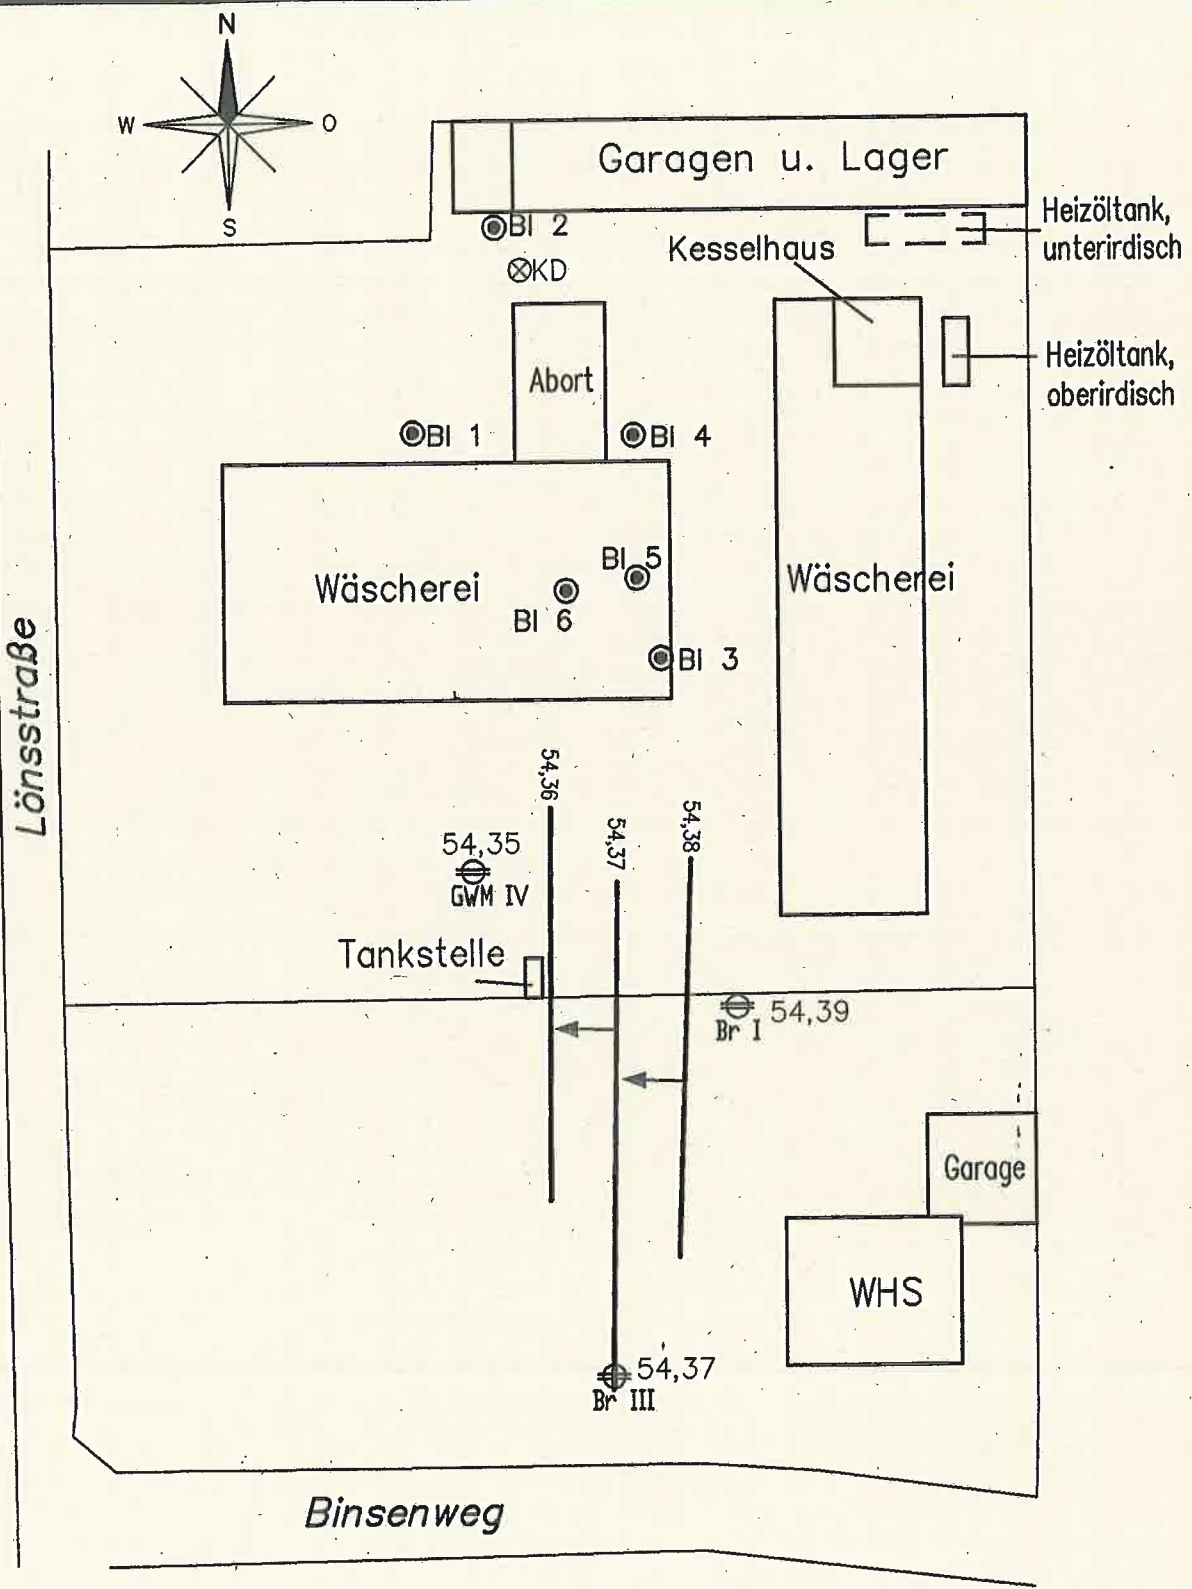 N
W O
S
Garagen u. Lager
Heizöltank,
unterirdisch
BI 2
Kesselhaus
KD
Heizöltank,
oberirdisch
Abort
BI 1
BI 4
BI 5
Wäscherei
BI 6
Wäscherei
BI 3
Lönsstraße
54,36
54,37
54,38
54,35
GWM IV
Tankstelle
Br I
54,39
Garage
WHS
54,37
Br III
Binsenweg